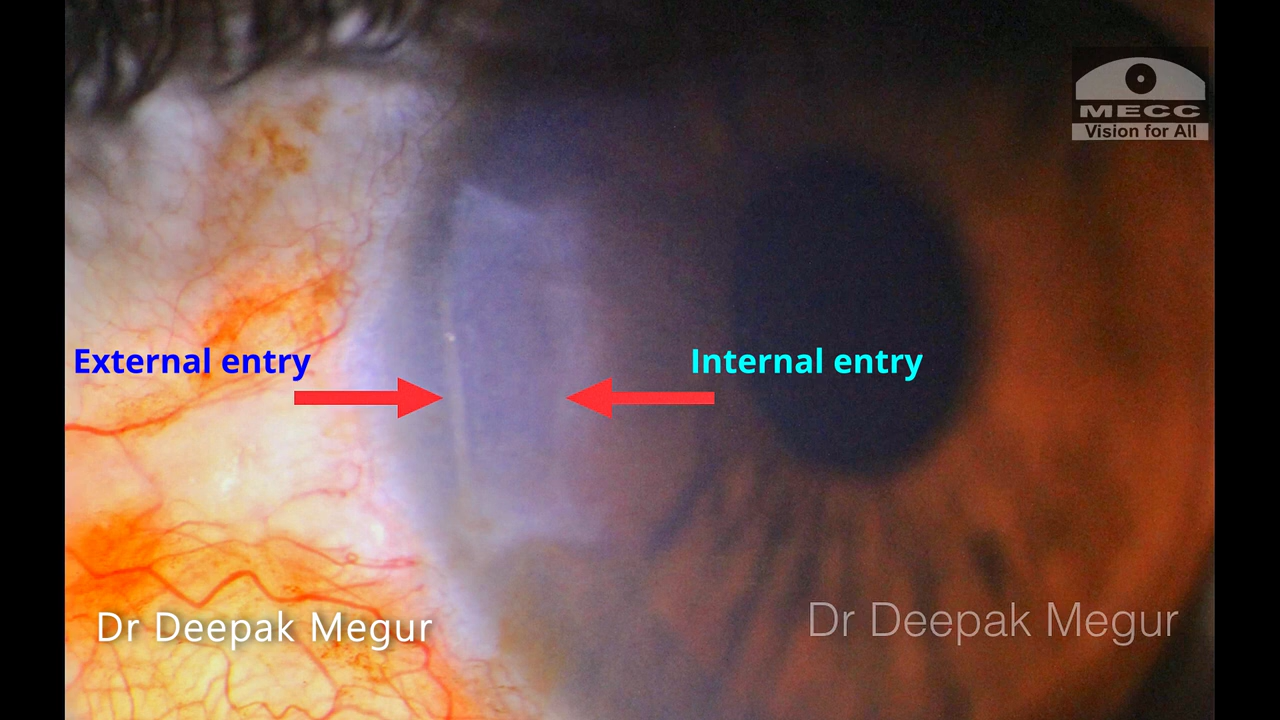 MECC
Vision for All
External entry
Internal entry
Dr Deepak Megur
Dr Deepak Megur